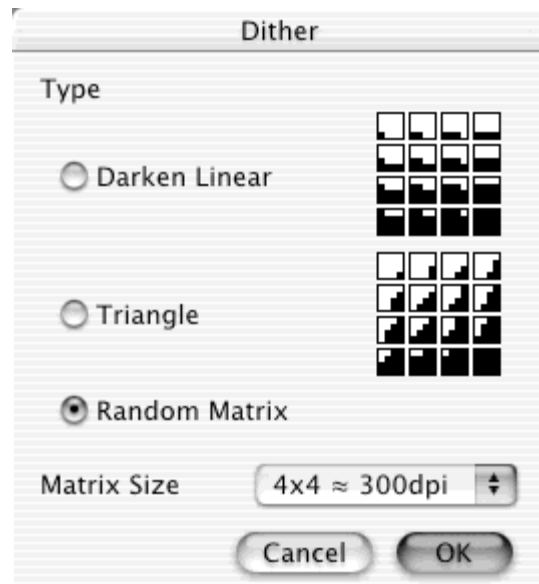 Dither
Type
Darken Linear
Triangle
Random Matrix
Matrix Size 4x4 ≈ 300dpi
Cancel OK